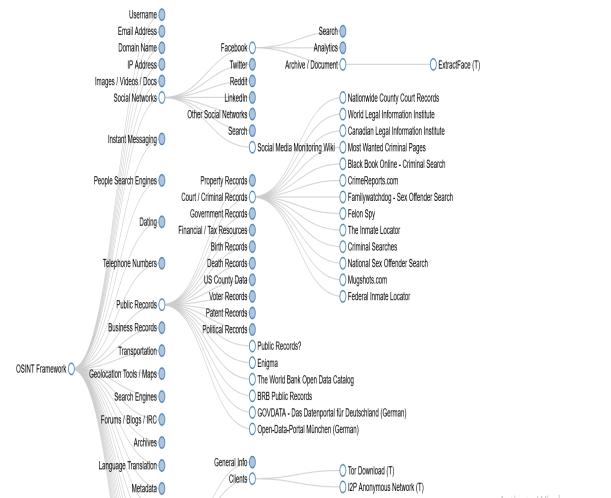 Username
Email Address
Domain Name
IP Address
Images / Videos / Docs
Social Networks
Instant Messaging
People Search Engines
Dating
Telephone Numbers
Public Records
Business Records
Transportation
OSINT Framework
Geolocation Tools / Maps
Search Engines
Forums / Blogs / IRC
Archives
Language Translation
Metadata
Facebook
Twitter
Reddit
LinkedIn
Other Social Networks
Search
Social Media Monitoring Wiki
Search
Analytics
Archive / Document
ExtractFace (T)
Property Records
Court / Criminal Records
Government Records
Financial / Tax Resources
Birth Records
Death Records
US County Data
Voter Records
Patent Records
Political Records
Public Records?
Enigma
The World Bank Open Data Catalog
BRB Public Records
GOVDATA - Das Datenportal für Deutschland (German)
Open-Data-Portal München (German)
Nationwide County Court Records
World Legal Information Institute
Canadian Legal Information Institute
Most Wanted Criminal Pages
Black Book Online - Criminal Search
CrimeReports.com
Familywatchdog - Sex Offender Search
Felon Spy
The Inmate Locator
Criminal Searches
National Sex Offender Search
Mugshots.com
Federal Inmate Locator
General Info
Clients
Tor Download (T)
I2P Anonymous Network (T)